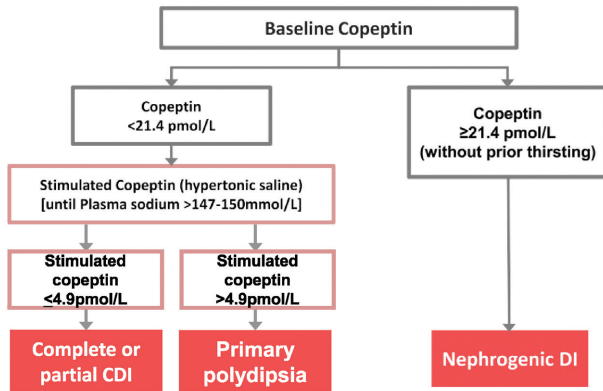 Baseline Copeptin
Copeptin
<21.4 pmol/L
Copeptin
≥21.4 pmol/L
(without prior thirsting)
Stimulated Copeptin (hypertonic saline)
[until Plasma sodium >147-150mmol/L]
Stimulated
copeptin
≤4.9pmol/L
Stimulated
copeptin
>4.9pmol/L
Complete or
partial CDI
Primary
polydipsia
Nephrogenic DI